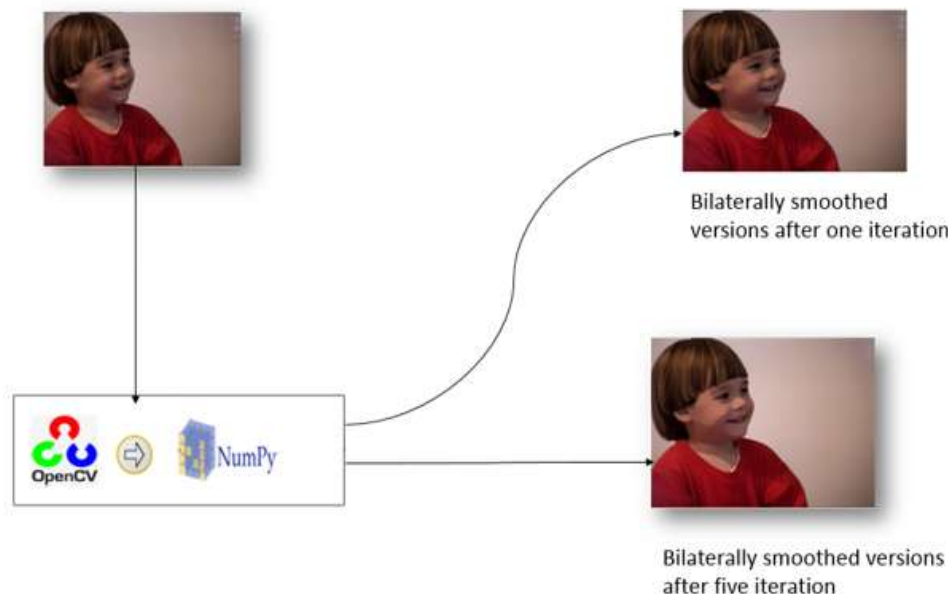 Bilaterally smoothed
versions after one iteration
OpenCV
NumPy
Bilaterally smoothed versions
after five iteration